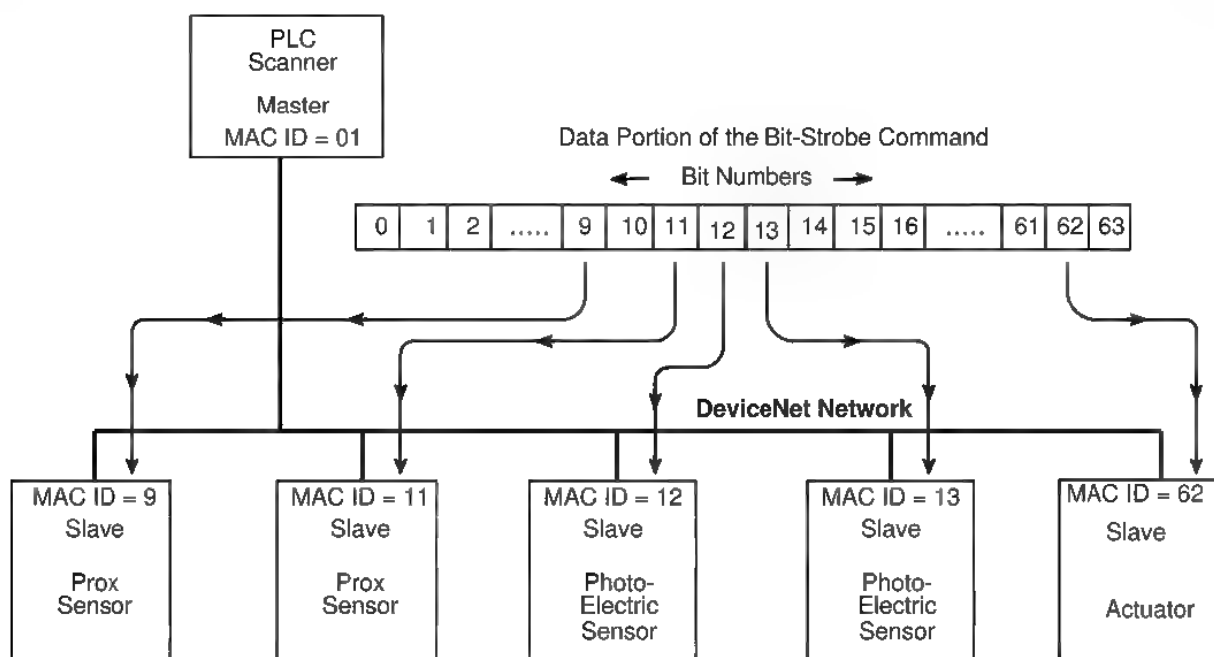 PLC
Scanner
Master
MAC ID = 01
Data Portion of the Bit-Strobe Command
Bit Numbers
0 1 2 ..... 9 10 11 12 13 14 15 16 ..... 61 62 63
DeviceNet Network
MAC ID = 9
Slave
Prox
Sensor
MAC ID = 11
Slave
Prox
Sensor
MAC ID = 12
Slave
Photo-
Electric
Sensor
MAC ID = 13
Slave
Photo-
Electric
Sensor
MAC ID = 62
Slave
Actuator